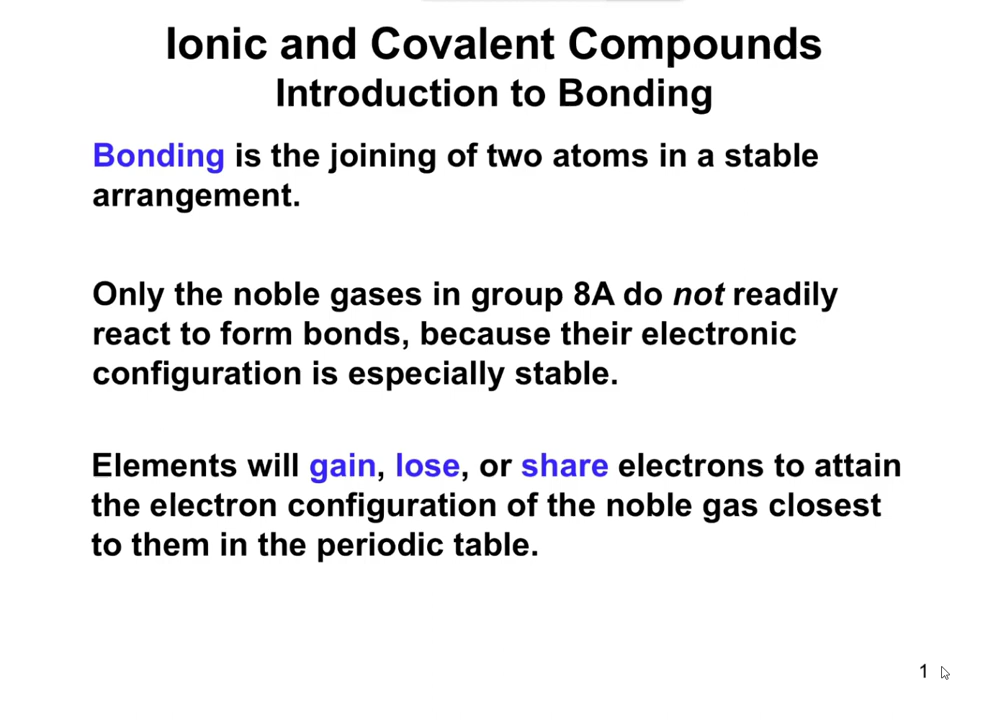 Ionic and Covalent Compounds
Introduction to Bonding
Bonding is the joining of two atoms in a stable
arrangement.
Only the noble gases in group 8A do not readily
react to form bonds, because their electronic
configuration is especially stable.
Elements will gain, lose, or share electrons to attain
the electron configuration of the noble gas closest
to them in the periodic table.
1